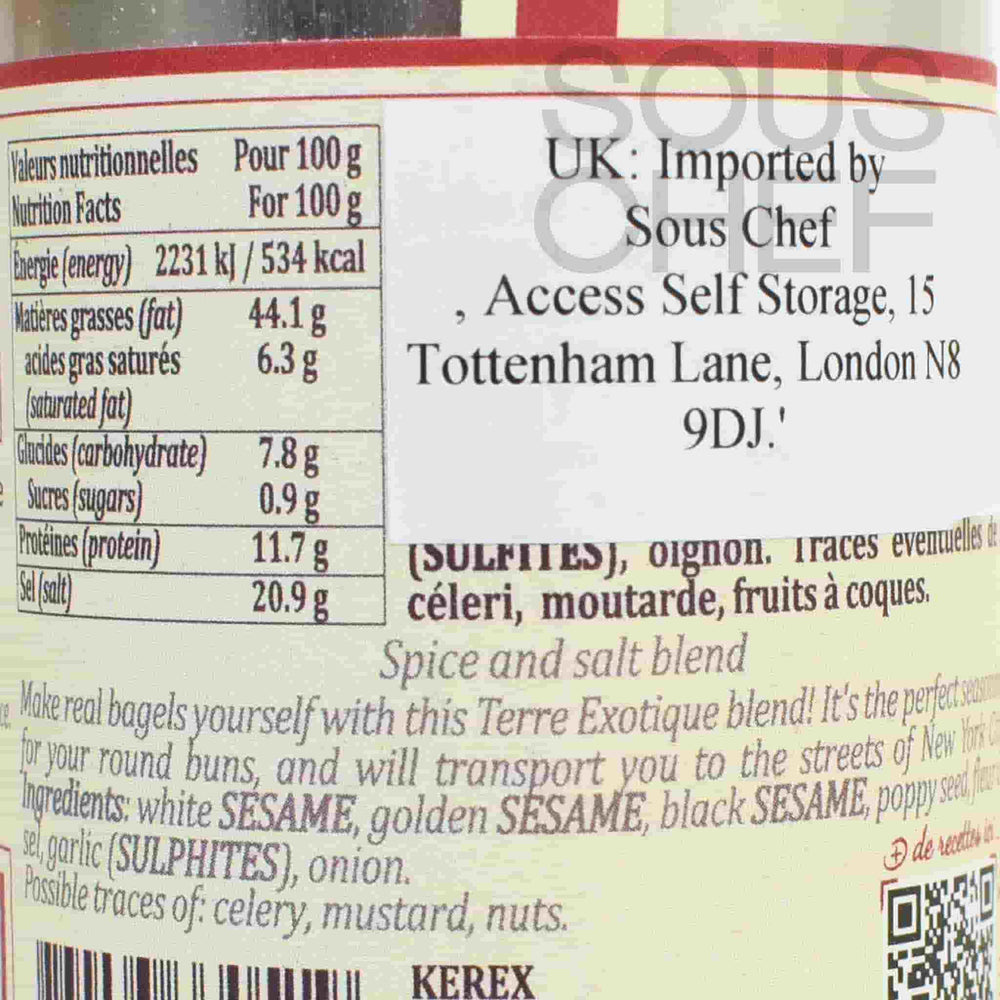 SOUS
CHEF
Valeurs nutritionnelles Pour 100 g
Nutrition Facts For 100 g
Énergie (energy) 2231 kJ / 534 kcal
Matières grasses (fat) 44.1 g
acides gras saturés 6.3 g
(saturated fat)
Glucides (carbohydrate) 7.8 g
Sucres (sugars) 0.9 g
Protéines (protein) 11.7 g
Sel (salt) 20.9 g
UK: Imported by
Sous Chef
, Access Self Storage, 15
Tottenham Lane, London N8
9DJ.'
(SULFITES), oignon. Traces éventuelles de
céleri, moutarde, fruits à coques.
Spice and salt blend
Make real bagels yourself with this Terre Exotique blend! It's the perfect
for your round buns, and will transport you to the streets of New York
Ingredients: white SESAME, golden SESAME, black SESAME, poppy seed,
sel, garlic (SULPHITES), onion.
Possible traces of: celery, mustard, nuts.
de recettes ici
KEREX